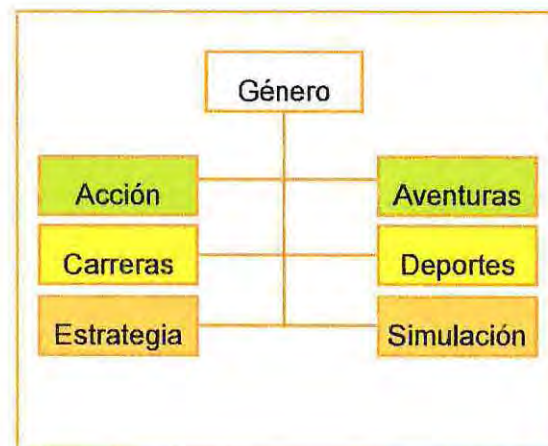 Género
Acción
Aventuras
Carreras
Deportes
Estrategia
Simulación